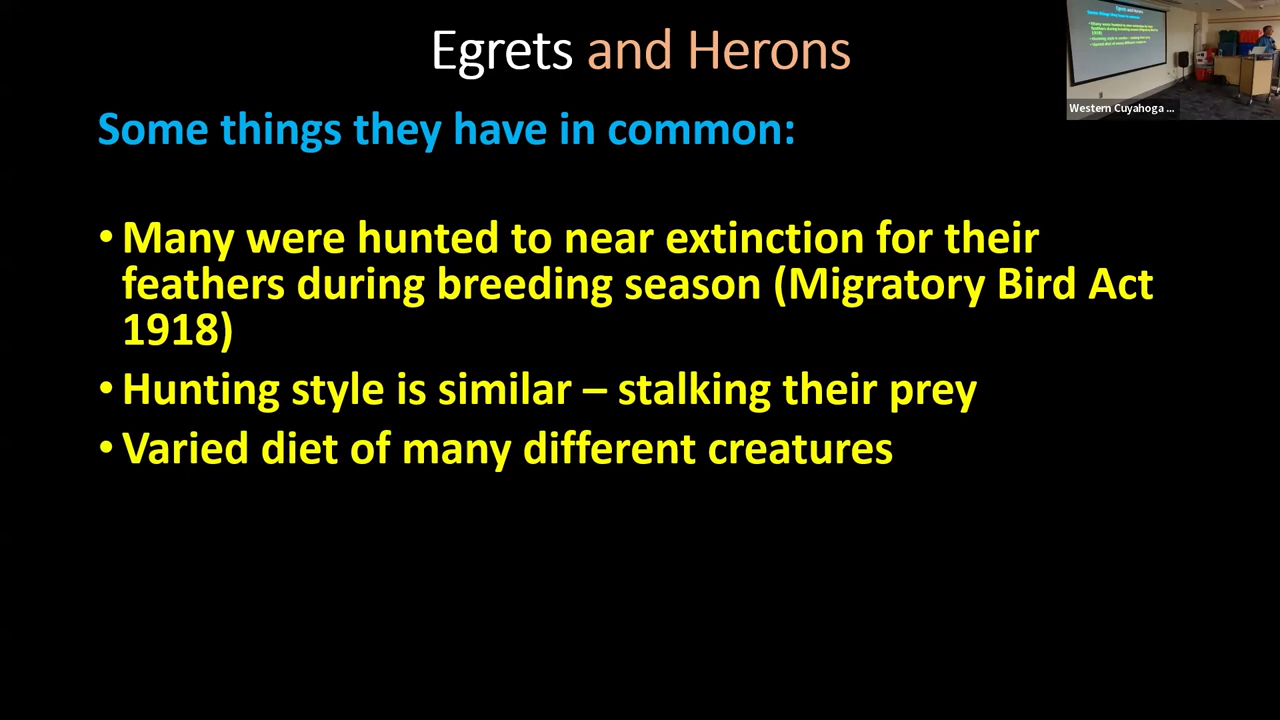 Egrets and Herons
Some things they have in common:
• Many were hunted to near extinction for their
feathers during breeding season (Migratory Bird Act
1918)
• Hunting style is similar – stalking their prey
• Varied diet of many different creatures
Western Cuyahoga ...